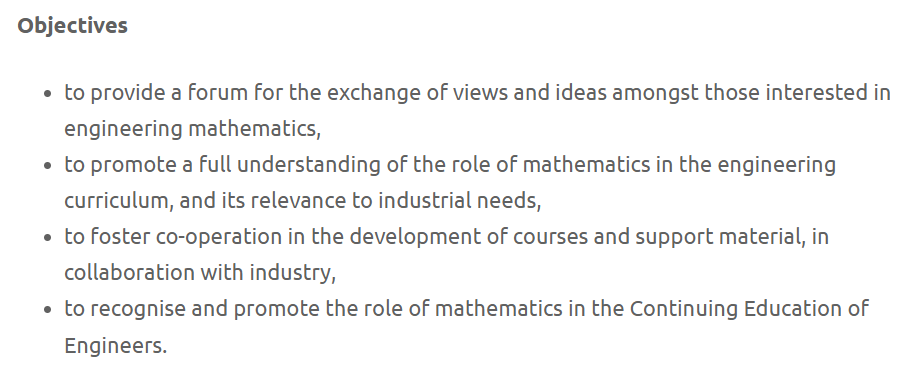 Objectives
• to provide a forum for the exchange of views and ideas amongst those interested in
engineering mathematics,
• to promote a full understanding of the role of mathematics in the engineering
curriculum, and its relevance to industrial needs,
• to foster co-operation in the development of courses and support material, in
collaboration with industry,
• to recognise and promote the role of mathematics in the Continuing Education of
Engineers.